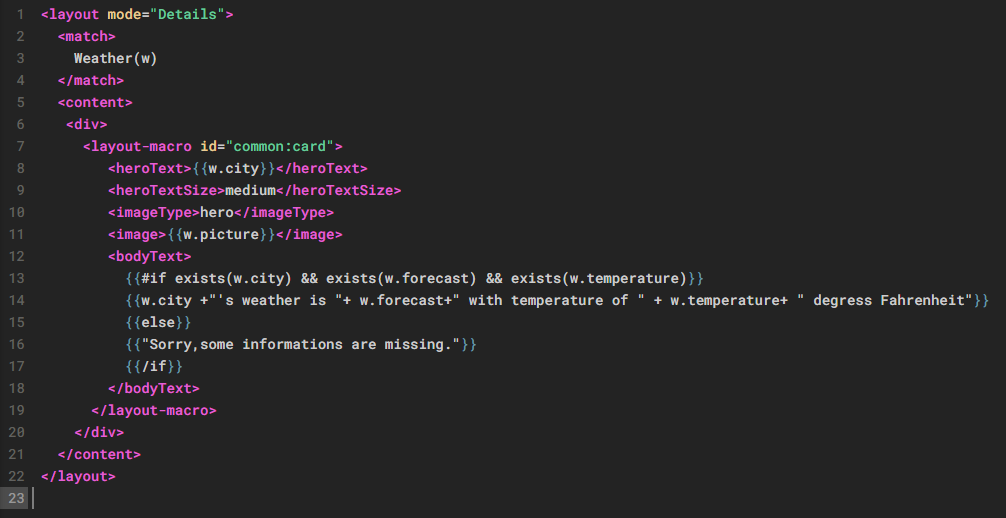 1 <layout mode="Details">
2 <match>
3 Weather(w)
4 </match>
5 <content>
6 <div>
7 <layout-macro id="common:card">
8 <heroText>{{w.city}}</heroText>
9 <heroTextSize>medium</heroTextSize>
10 <imageType>hero</imageType>
11 <image>{{w.picture}}</image>
12 <bodyText>
13 {{#if exists(w.city) && exists(w.forecast) && exists(w.temperature)}}
14 {{w.city +"'s weather is "+ w.forecast+" with temperature of " + w.temperature+ " degress Fahrenheit"}}
15 {{else}}
16 {{"Sorry,some informations are missing."}}
17 {{/if}}
18 </bodyText>
19 </layout-macro>
20 </div>
21 </content>
22 </layout>
23